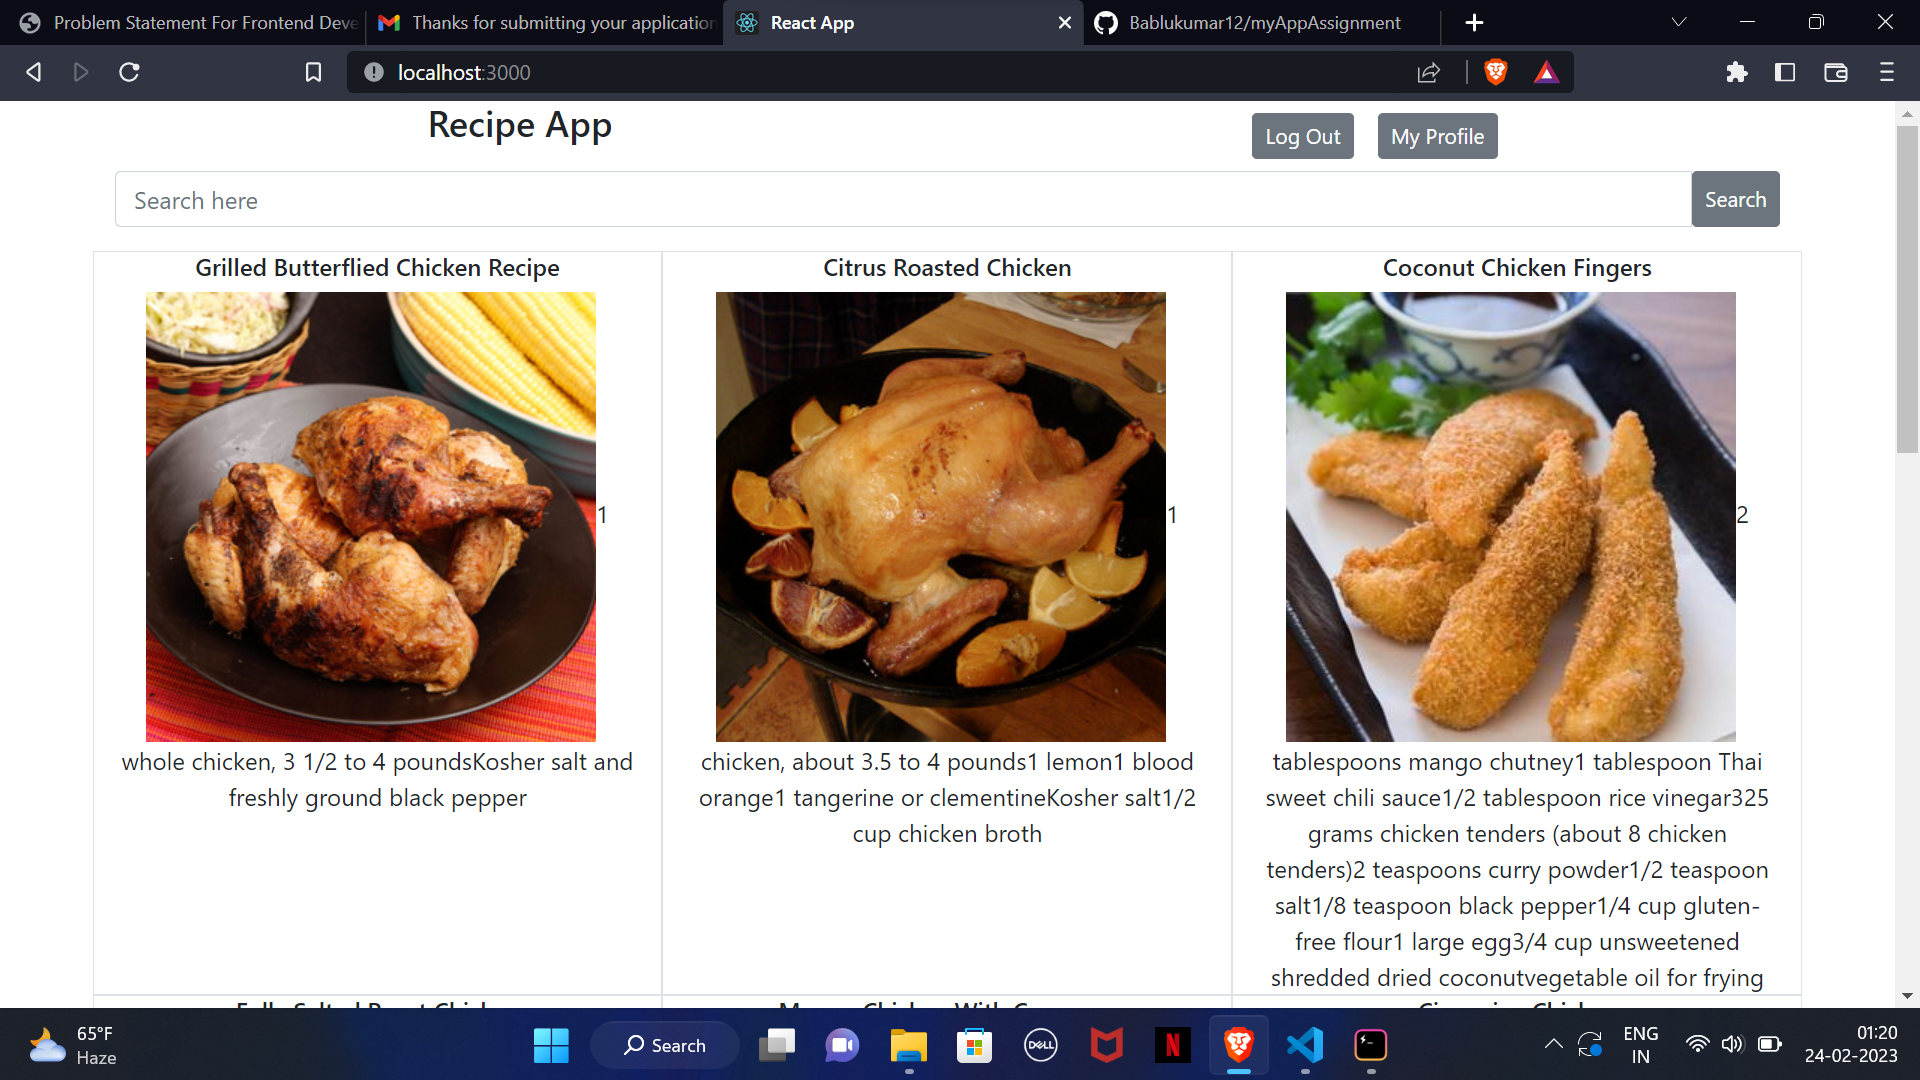 Problem Statement For Frontend Deve
Thanks for submitting your application
React App
Bablukumar12/myAppAssignment
localhost:3000
Recipe App
Log Out
My Profile
Search here
Search
Grilled Butterflied Chicken Recipe
Citrus Roasted Chicken
Coconut Chicken Fingers
1
1
2
whole chicken, 3 1/2 to 4 poundsKosher salt and
freshly ground black pepper
chicken, about 3.5 to 4 pounds1 lemon1 blood
orange1 tangerine or clementineKosher salt1/2
cup chicken broth
tablespoons mango chutney1 tablespoon Thai
sweet chili sauce1/2 tablespoon rice vinegar325
grams chicken tenders (about 8 chicken
tenders)2 teaspoons curry powder1/2 teaspoon
salt1/8 teaspoon black pepper1/4 cup gluten-
free flour1 large egg3/4 cup unsweetened
shredded dried coconutvegetable oil for frying
65°F
Haze
Search
DELL
N
ENG
IN
01:20
24-02-2023